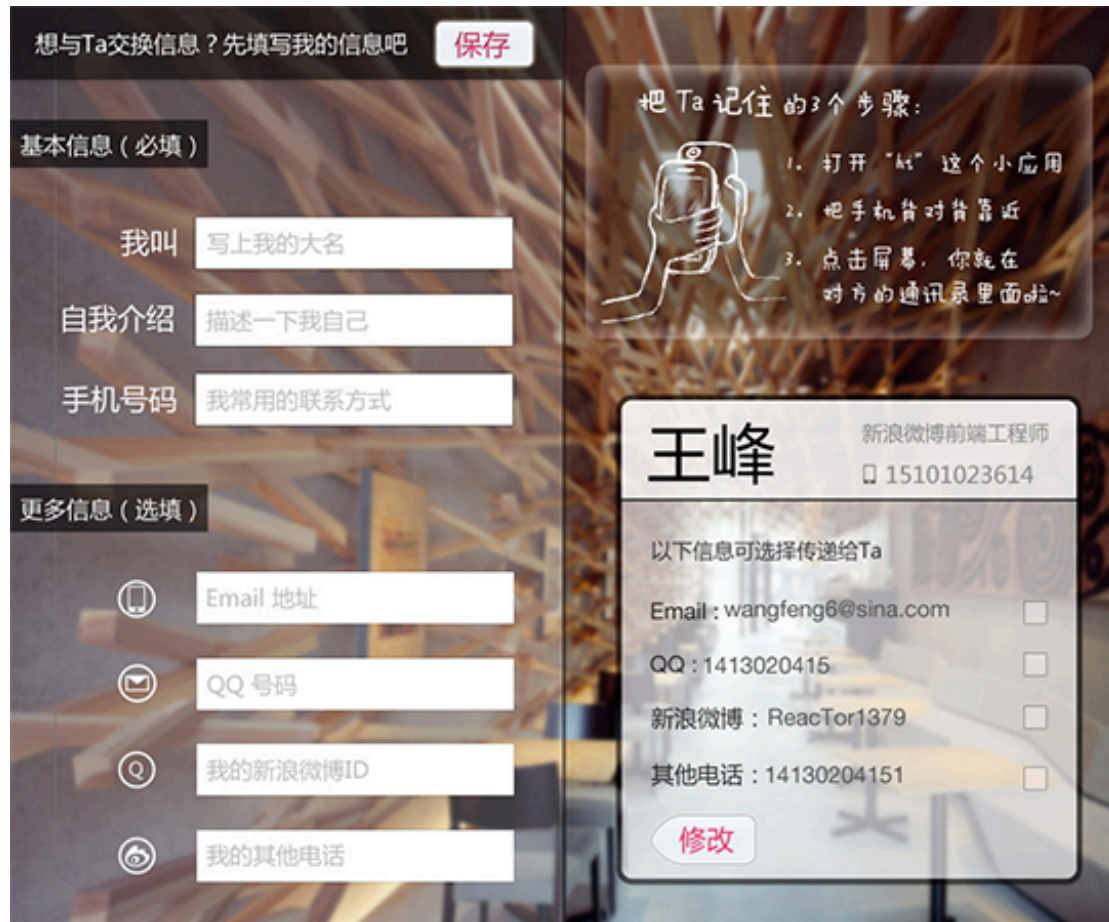 想与Ta交换信息？先填写我的信息吧
保存
基本信息（必填）
我叫
写上我的大名
自我介绍
描述一下我自己
手机号码
我常用的联系方式
更多信息（选填）
Email 地址
QQ 号码
我的新浪微博ID
我的其他电话
把 Ta 记住 的3个步骤：
1. 打开 "hi" 这个小应用
2. 把手机背对背靠近
3. 点击屏幕，你就在
对方的通讯录里面啦~
王峰
新浪微博前端工程师
15101023614
以下信息可选择传递给Ta
Email : wangfeng6@sina.com
QQ : 1413020415
新浪微博：ReacTor1379
其他电话：14130204151
修改